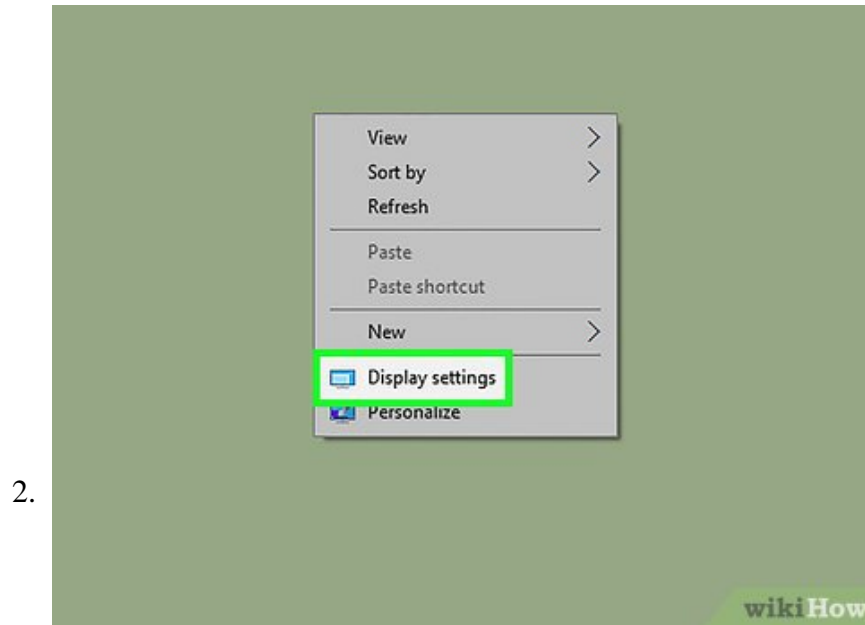 View
Sort by
Refresh
Paste
Paste shortcut
New
Display settings
Personalize
2.
wikiHow